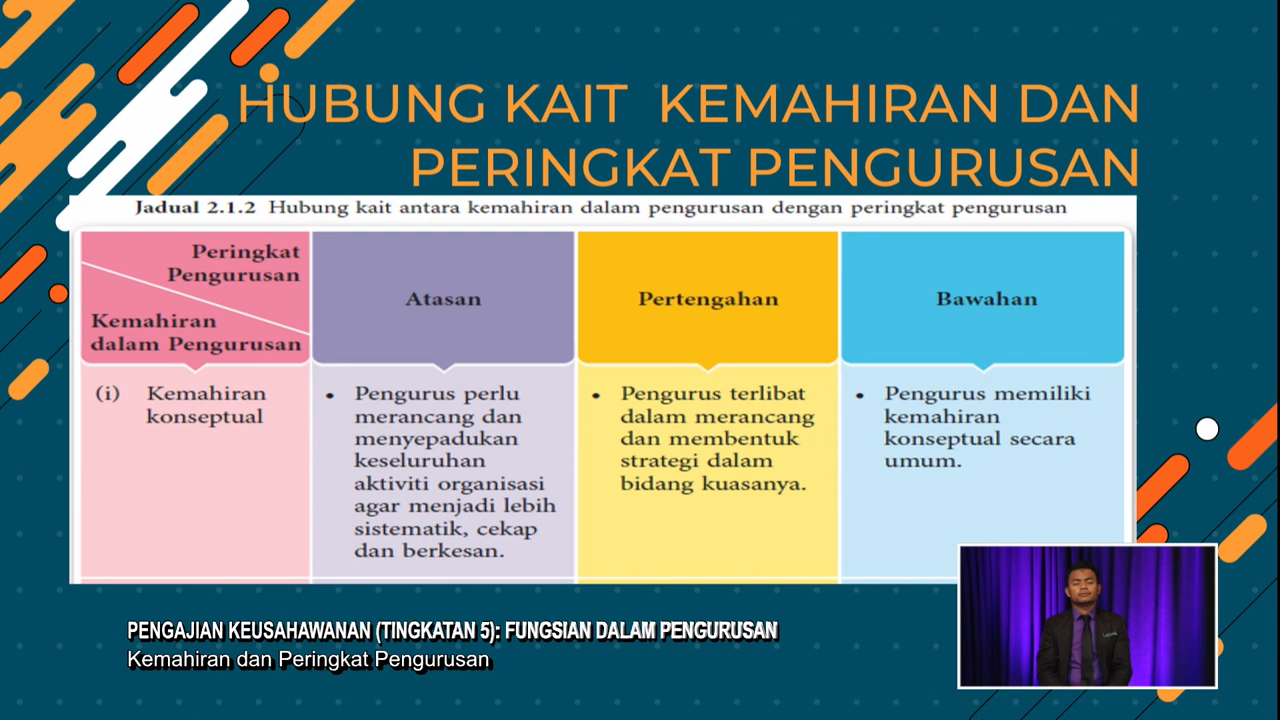 HUBUNG KAIT KEMAHIRAN DAN
PERINGKAT PENGURUSAN
Jadual 2.1.2 Hubung kait antara kemahiran dalam pengurusan dengan peringkat pengurusan
Peringkat
Pengurusan
Kemahiran
dalam Pengurusan
Atasan
Pertengahan
Bawahan
(i) Kemahiran
konseptual
• Pengurus perlu
merancang dan
menyepadukan
keseluruhan
aktiviti organisasi
agar menjadi lebih
sistematik, cekap
dan berkesan.
• Pengurus terlibat
dalam merancang
dan membentuk
strategi dalam
bidang kuasanya.
• Pengurus memiliki
kemahiran
konseptual secara
umum.
PENGAJIAN KEUSAHAWANAN (TINGKATAN 5): FUNGSIAN DALAM PENGURUSAN
Kemahiran dan Peringkat Pengurusan